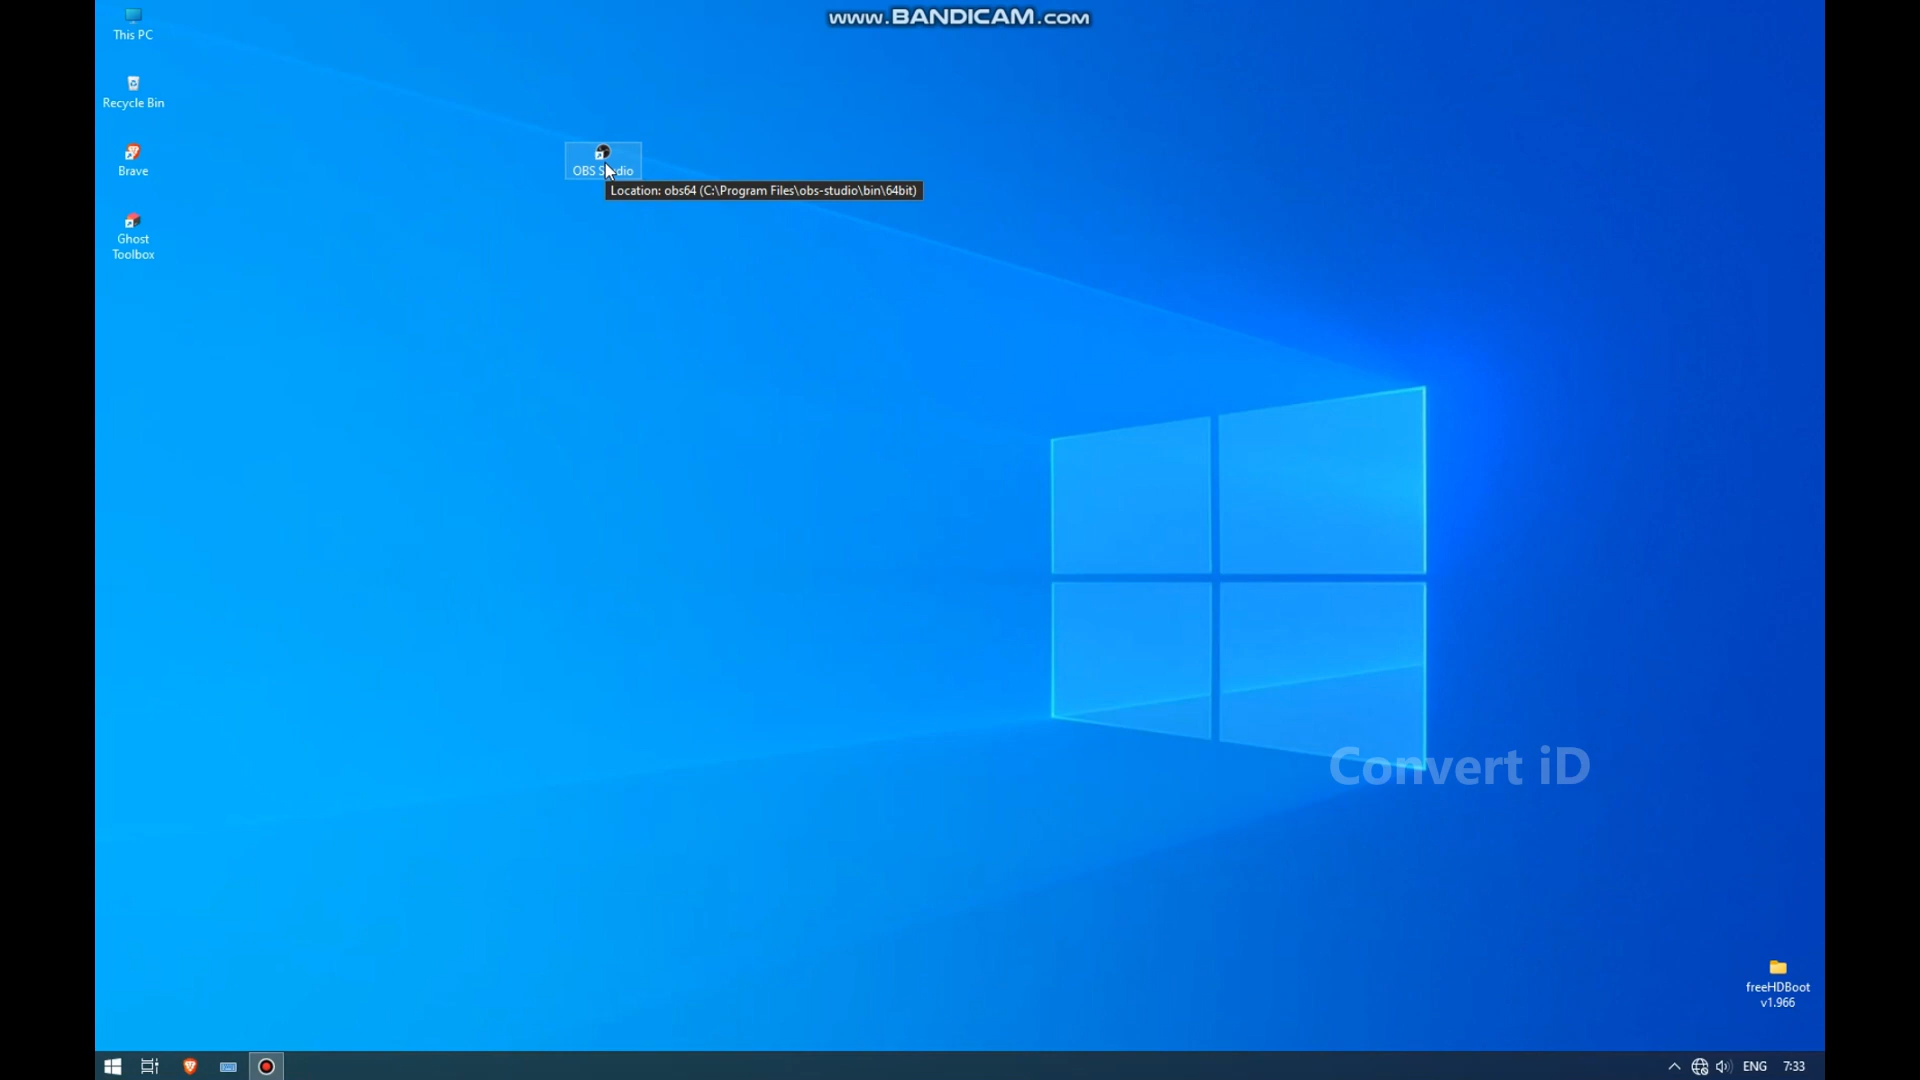 www.BANDICAM.com
This PC
Recycle Bin
Brave
Ghost
Toolbox
OBS Studio
Location: obs64 (C:\Program Files\obs-studio\bin\64bit)
Convert iD
freeHDBoot
v1.966
ENG
7:33